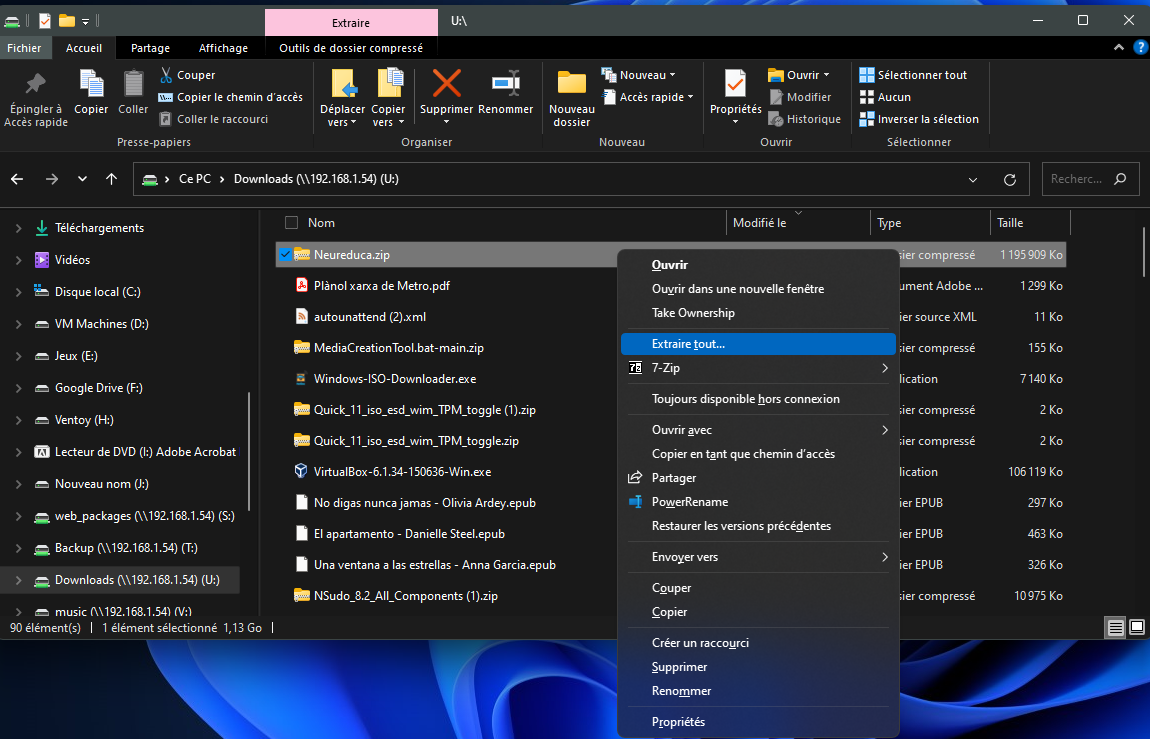 Extraire
U:\
Fichier
Accueil
Partage
Affichage
Outils de dossier compressé
?
Épingler à
Accès rapide
Copier
Coller
Couper
Copier le chemin d'accès
Coller le raccourci
Presse-papiers
Déplacer
vers
Copier
vers
Supprimer
Renommer
Organiser
Nouveau
dossier
Nouveau
Accès rapide
Nouveau
Propriétés
Ouvrir
Modifier
Historique
Ouvrir
Sélectionner tout
Aucun
Inverser la sélection
Sélectionner
Ce PC
Downloads (\\192.168.1.54) (U:)
Recherc...
Téléchargements
Vidéos
Disque local (C:)
VM Machines (D:)
Jeux (E:)
Google Drive (F:)
Ventoy (H:)
Lecteur de DVD (I:) Adobe Acrobat
Nouveau nom (J:)
web_packages (\\192.168.1.54) (S:)
Backup (\\192.168.1.54) (T:)
Downloads (\\192.168.1.54) (U:)
music (\\192.168.1.54) (V:)
Nom
Modifié le
Type
Taille
Neureduca.zip
sier compressé
1 195 909 Ko
Plànol xarxa de Metro.pdf
ument Adobe ...
1 299 Ko
autounattend (2).xml
ier source XML
11 Ko
MediaCreationTool.bat-main.zip
sier compressé
155 Ko
Windows-ISO-Downloader.exe
lication
7 140 Ko
Quick_11_iso_esd_wim_TPM_toggle (1).zip
sier compressé
2 Ko
Quick_11_iso_esd_wim_TPM_toggle.zip
sier compressé
2 Ko
VirtualBox-6.1.34-150636-Win.exe
lication
106 119 Ko
No digas nunca jamas - Olivia Ardey.epub
ier EPUB
297 Ko
El apartamento - Danielle Steel.epub
ier EPUB
463 Ko
Una ventana a las estrellas - Anna Garcia.epub
ier EPUB
326 Ko
NSudo_8.2_All_Components (1).zip
sier compressé
10 975 Ko
Ouvrir
Ouvrir dans une nouvelle fenêtre
Take Ownership
Extraire tout...
7-Zip
Toujours disponible hors connexion
Ouvrir avec
Copier en tant que chemin d'accès
Partager
PowerRename
Restaurer les versions précédentes
Envoyer vers
Couper
Copier
Créer un raccourci
Supprimer
Renommer
Propriétés
90 élément(s)
1 élément sélectionné 1,13 Go